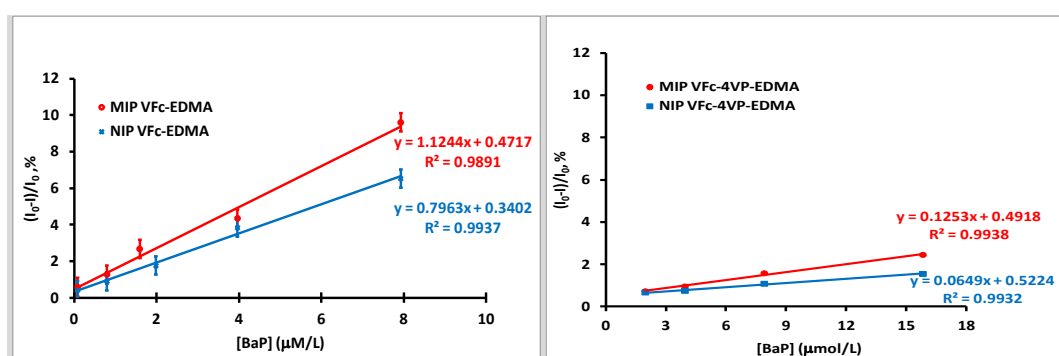 12
10
8
6
4
2
0
(I₀-I)/I₀ ,%
MIP VFc-EDMA
NIP VFc-EDMA
y = 1.1244x + 0.4717
R² = 0.9891
y = 0.7963x + 0.3402
R² = 0.9937
0 2 4 6 8 10
[BaP] (µM/L)
12
10
8
6
4
2
0
(I₀-I)/I₀, %
MIP VFc-4VP-EDMA
NIP VFc-4VP-EDMA
y = 0.1253x + 0.4918
R² = 0.9938
y = 0.0649x + 0.5224
R² = 0.9932
0 3 6 9 12 15 18
[BaP] (µmol/L)